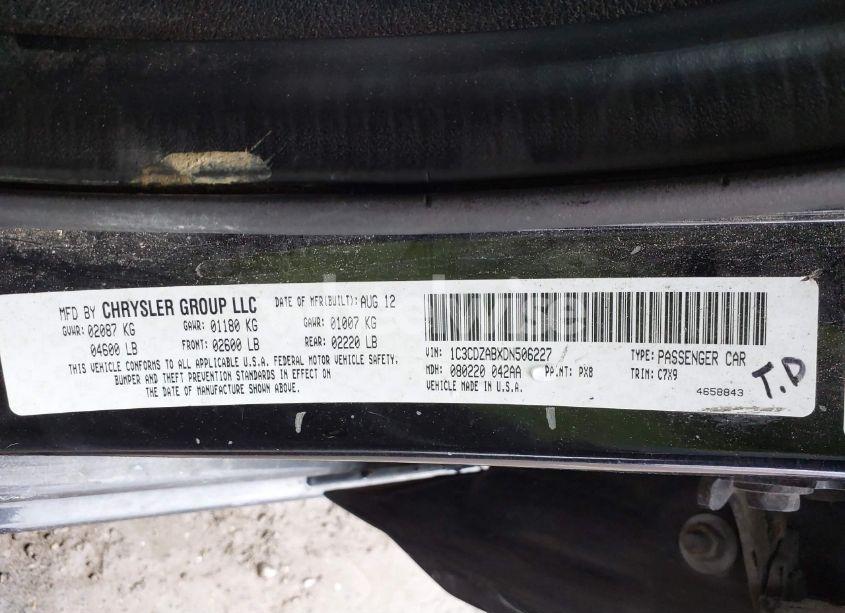 MFD BY CHRYSLER GROUP LLC DATE OF MFR(BUILT): AUG 12
GVWR: 02087 KG GAWR: 01180 KG GAWR: 01007 KG
04600 LB FRONT: 02600 LB REAR: 02220 LB
THIS VEHICLE CONFORMS TO ALL APPLICABLE U.S.A. FEDERAL MOTOR VEHICLE SAFETY,
BUMPER AND THEFT PREVENTION STANDARDS IN EFFECT ON
THE DATE OF MANUFACTURE SHOWN ABOVE.
VIN: 1C3CDZABXDN506227 TYPE: PASSENGER CAR
MDH: 080220 042AA PAINT: PX8 TRIM: C7X9
VEHICLE MADE IN U.S.A. 4658843
T.D